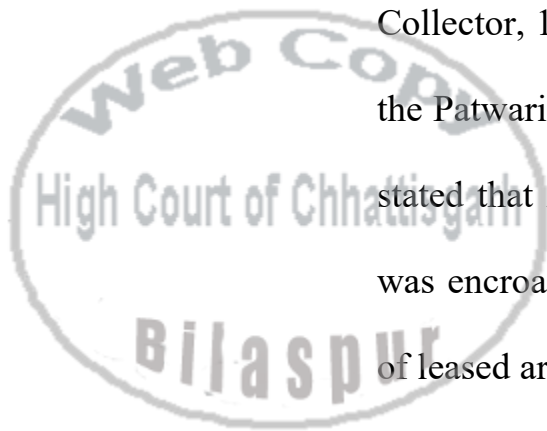 Web Copy
Collector, 1
the Patwari
High Court of Chhattisgarh
stated that
was encroa
Bilaspur
of leased ar